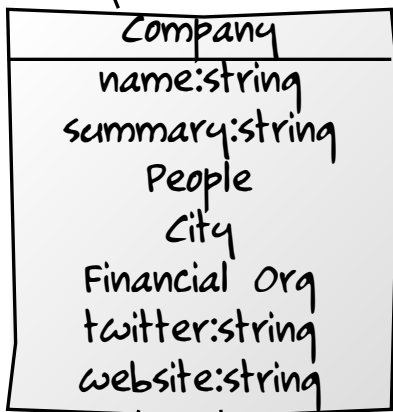 Company
name:string
summary:string
People
City
Financial Org
twitter:string
website:string